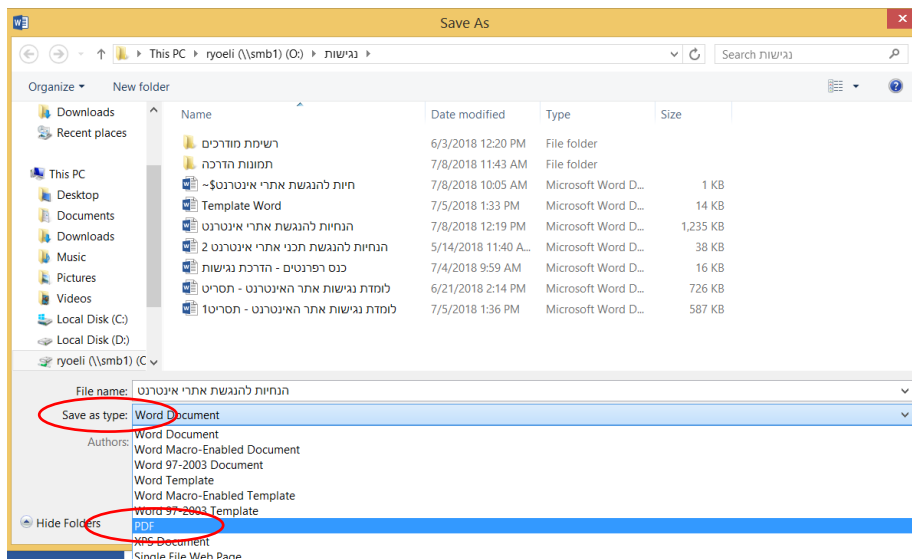 Save As
This PC ryoeli (\\smb1) (O:) נגישות
Search נגישות
Organize New folder
Downloads
Recent places
This PC
Desktop
Documents
Downloads
Music
Pictures
Videos
Local Disk (C:)
Local Disk (D:)
ryoeli (\\smb1) (O
Name Date modified Type Size
רשימת מודרכים 6/3/2018 12:20 PM File folder
תמונות הדרכה 7/8/2018 11:43 AM File folder
~$חיות להנגשת אתרי אינטרנט 7/8/2018 10:05 AM Microsoft Word D... 1 KB
Template Word 7/5/2018 1:33 PM Microsoft Word D... 14 KB
הנחיות להנגשת אתרי אינטרנט 7/8/2018 12:19 PM Microsoft Word D... 1,235 KB
הנחיות להנגשת תכני אתרי אינטרנט 2 5/14/2018 11:40 A... Microsoft Word D... 38 KB
כנס רפרנטים - הדרכת נגישות 7/4/2018 9:59 AM Microsoft Word D... 16 KB
לומדת נגישות אתר האינטרנט - תסריט 6/21/2018 2:14 PM Microsoft Word D... 726 KB
לומדת נגישות אתר האינטרנט - תסריט1 7/5/2018 1:36 PM Microsoft Word D... 587 KB
File name: הנחיות להנגשת אתרי אינטרנט
Save as type: Word Document
Authors:
Word Document
Word Macro-Enabled Document
Word 97-2003 Document
Word Template
Word Macro-Enabled Template
Word 97-2003 Template
PDF
XPS Document
Single File Web Page
Hide Folders